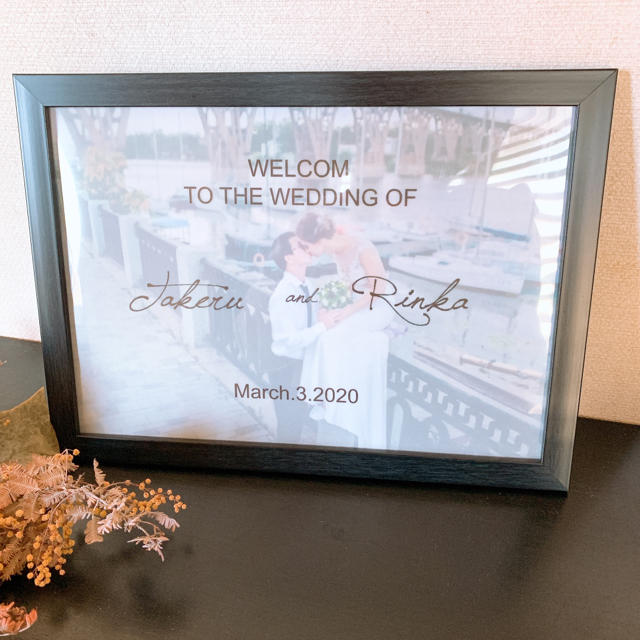 WELCOM
TO THE WEDDiNG OF
Takeru and Rinka
March.3.2020